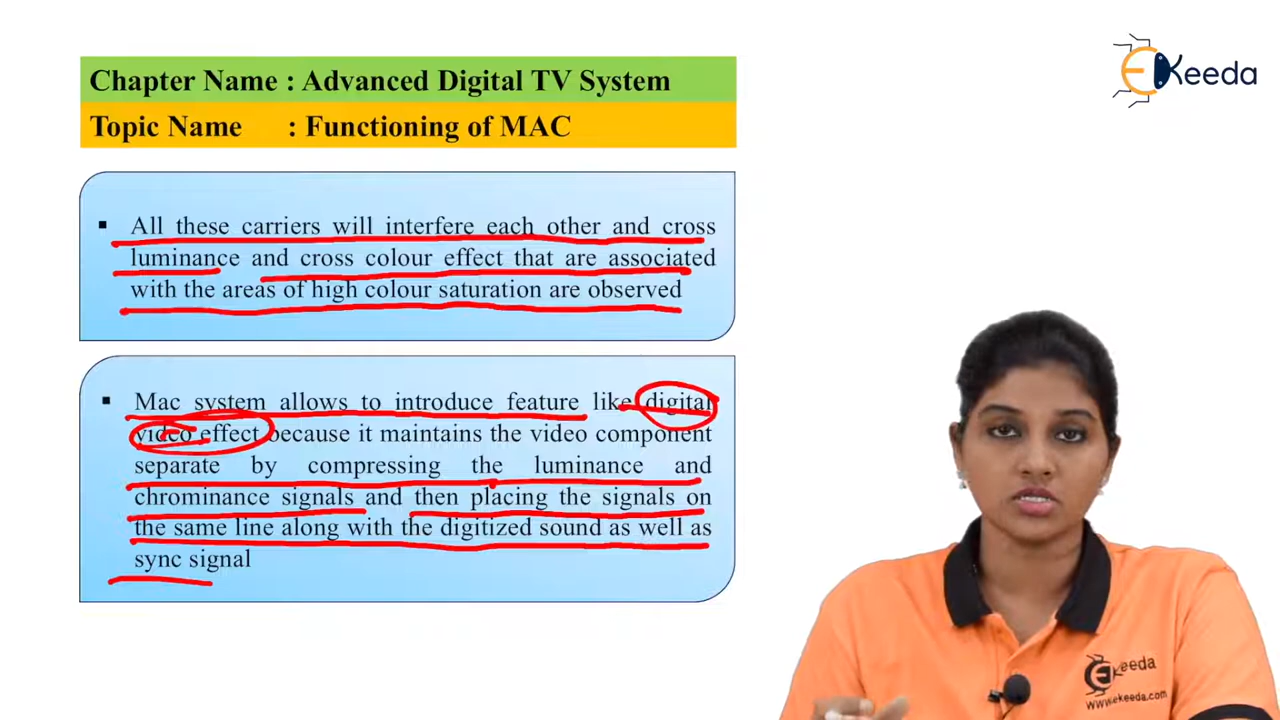 Chapter Name : Advanced Digital TV System
Keeda
Topic Name : Functioning of MAC
▪ All these carriers will interfere each other and cross
luminance and cross colour effect that are associated
with the areas of high colour saturation are observed
▪ Mac system allows to introduce feature like digital
video effect because it maintains the video component
separate by compressing the luminance and
chrominance signals and then placing the signals on
the same line along with the digitized sound as well as
sync signal
Keeda
www.ekeeda.com